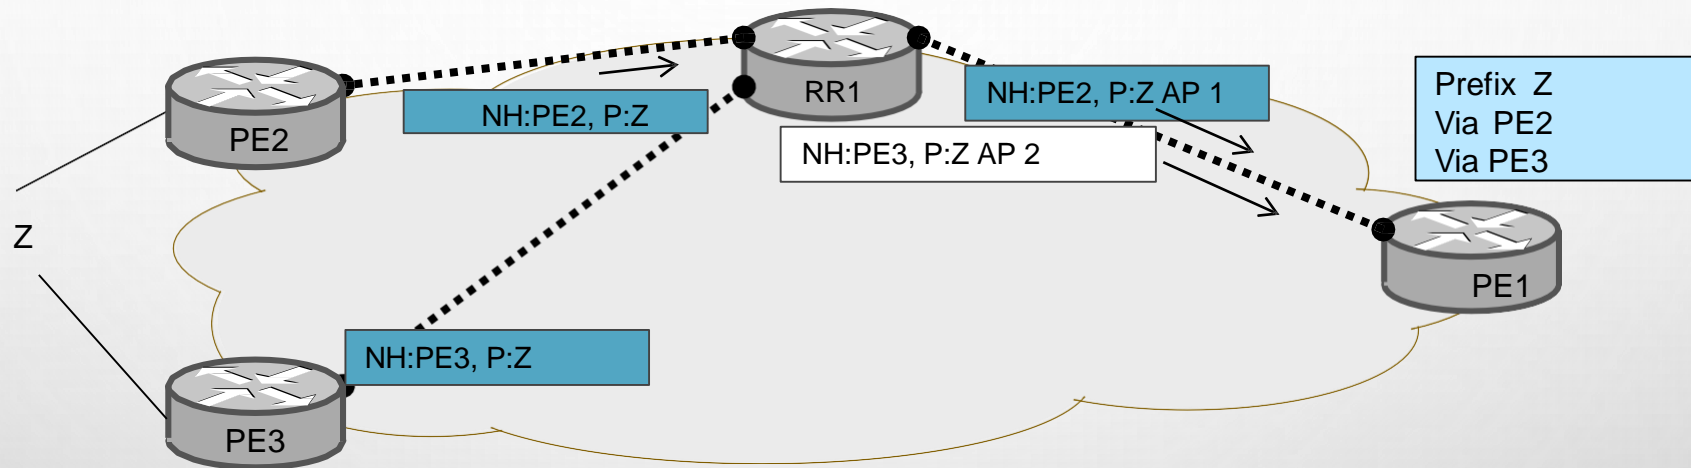 RR1
NH:PE2, P:Z AP 1
Prefix Z
Via PE2
Via PE3
NH:PE2, P:Z
PE2
NH:PE3, P:Z AP 2
Z
PE1
NH:PE3, P:Z
PE3